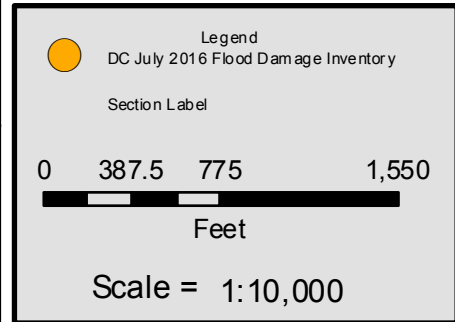 Legend
DC July 2016 Flood Damage Inventory
Section Label
0 387.5 775 1,550
Feet
Scale = 1:10,000